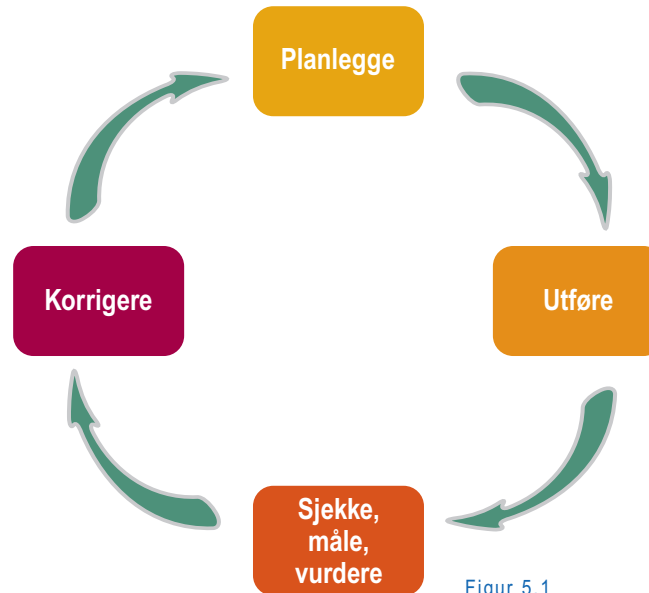 Planlegge
Utføre
Sjekke,
måle,
vurdere
Korrigere
Figur 5.1